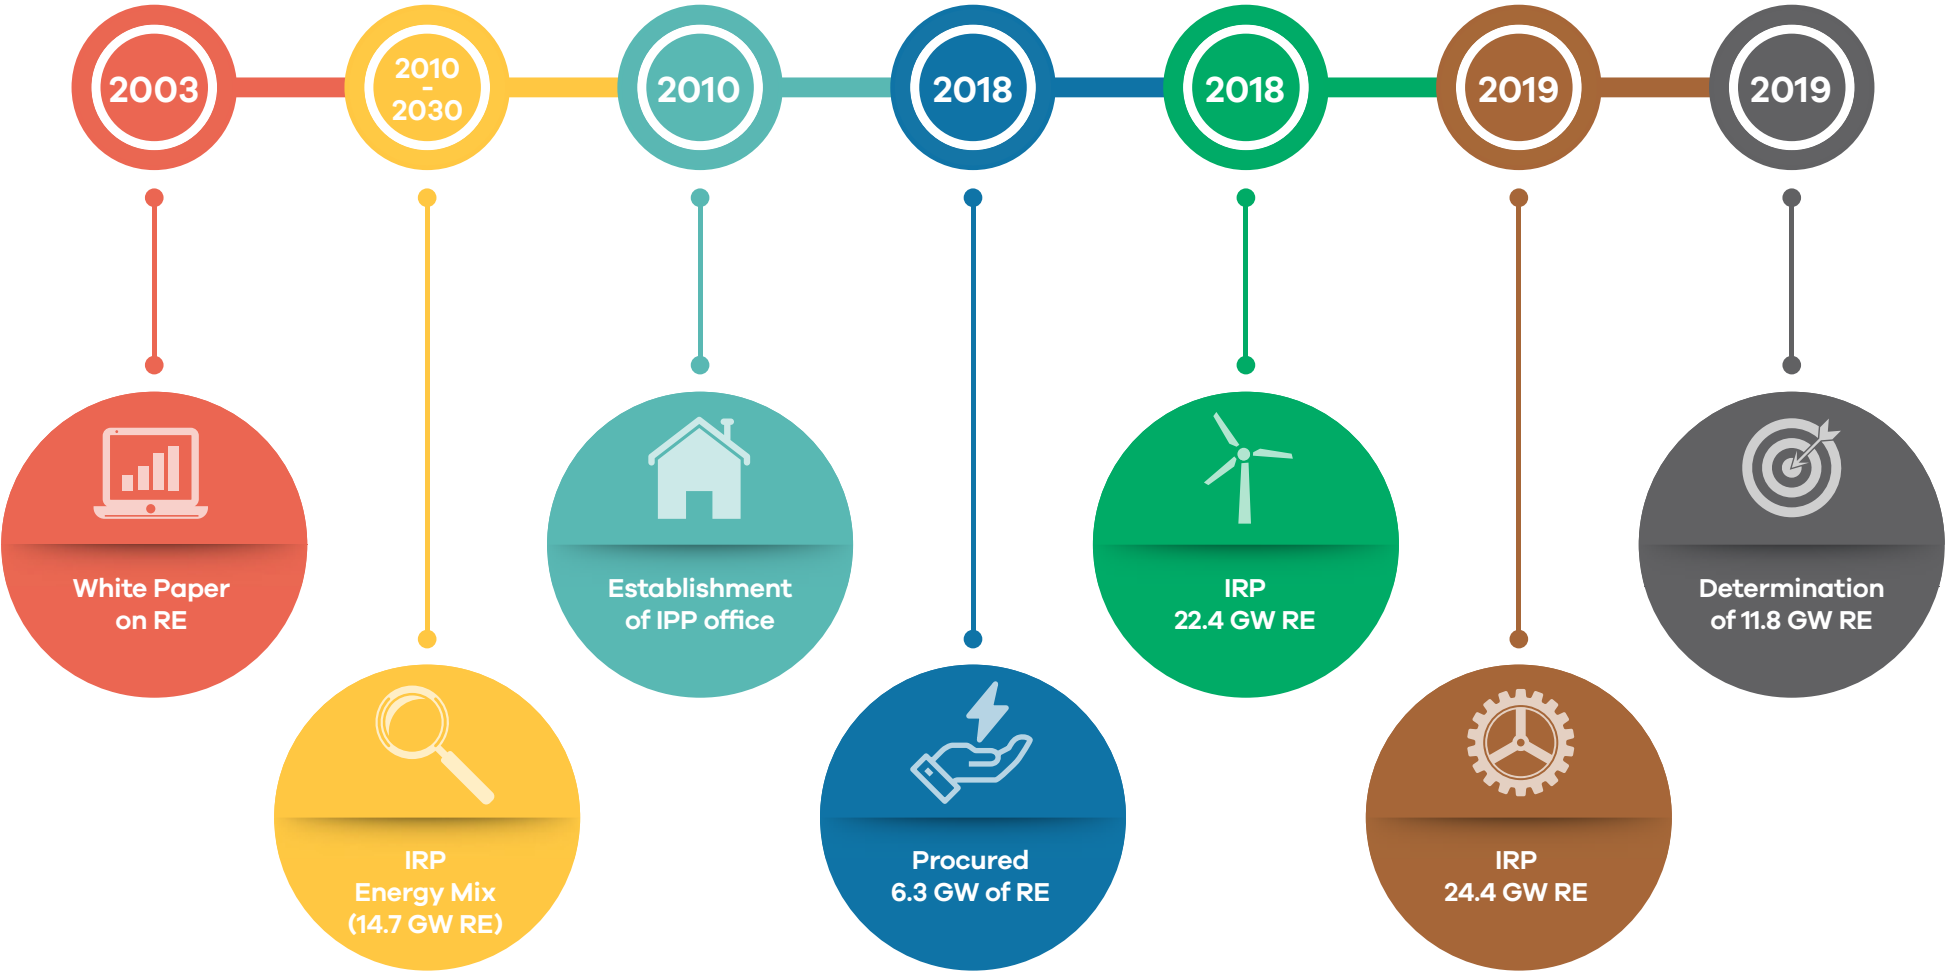 2003
2010
-
2030
2010
2018
2018
2019
2019
White Paper
on RE
IRP
Energy Mix
(14.7 GW RE)
Establishment
of IPP office
Procured
6.3 GW of RE
IRP
22.4 GW RE
IRP
24.4 GW RE
Determination
of 11.8 GW RE